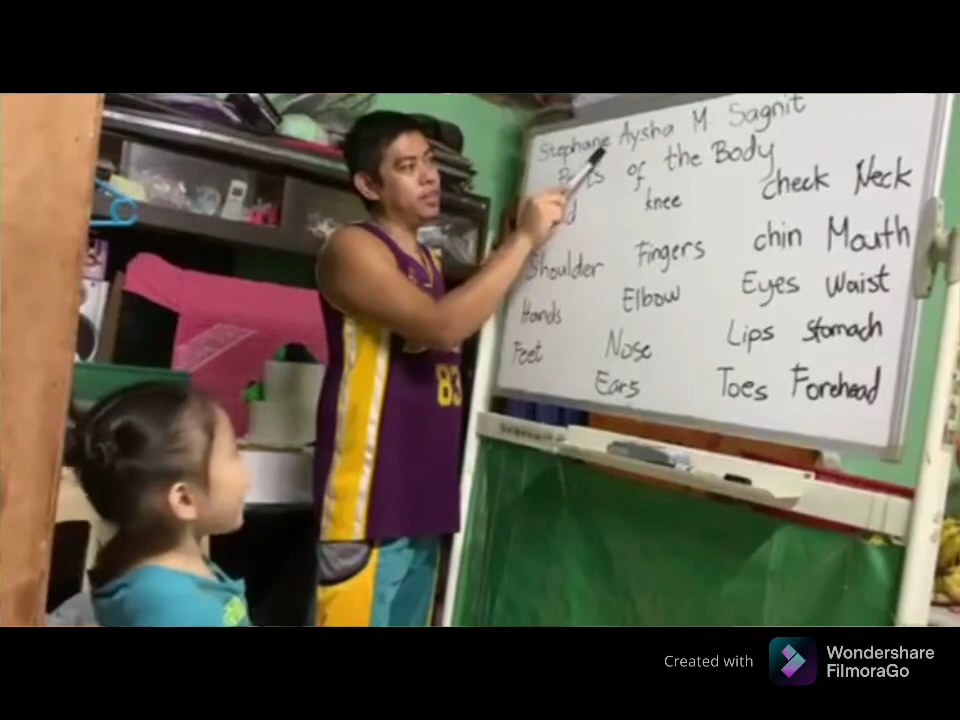 Stephane Aysha M. Sagnit
Parts of the Body
knee check Neck
Shoulder Fingers chin Mouth
Hands Elbow Eyes Waist
Feet Nose Lips Stomach
Ears Toes Forehead
83
Created with Wondershare
FilmoraGo